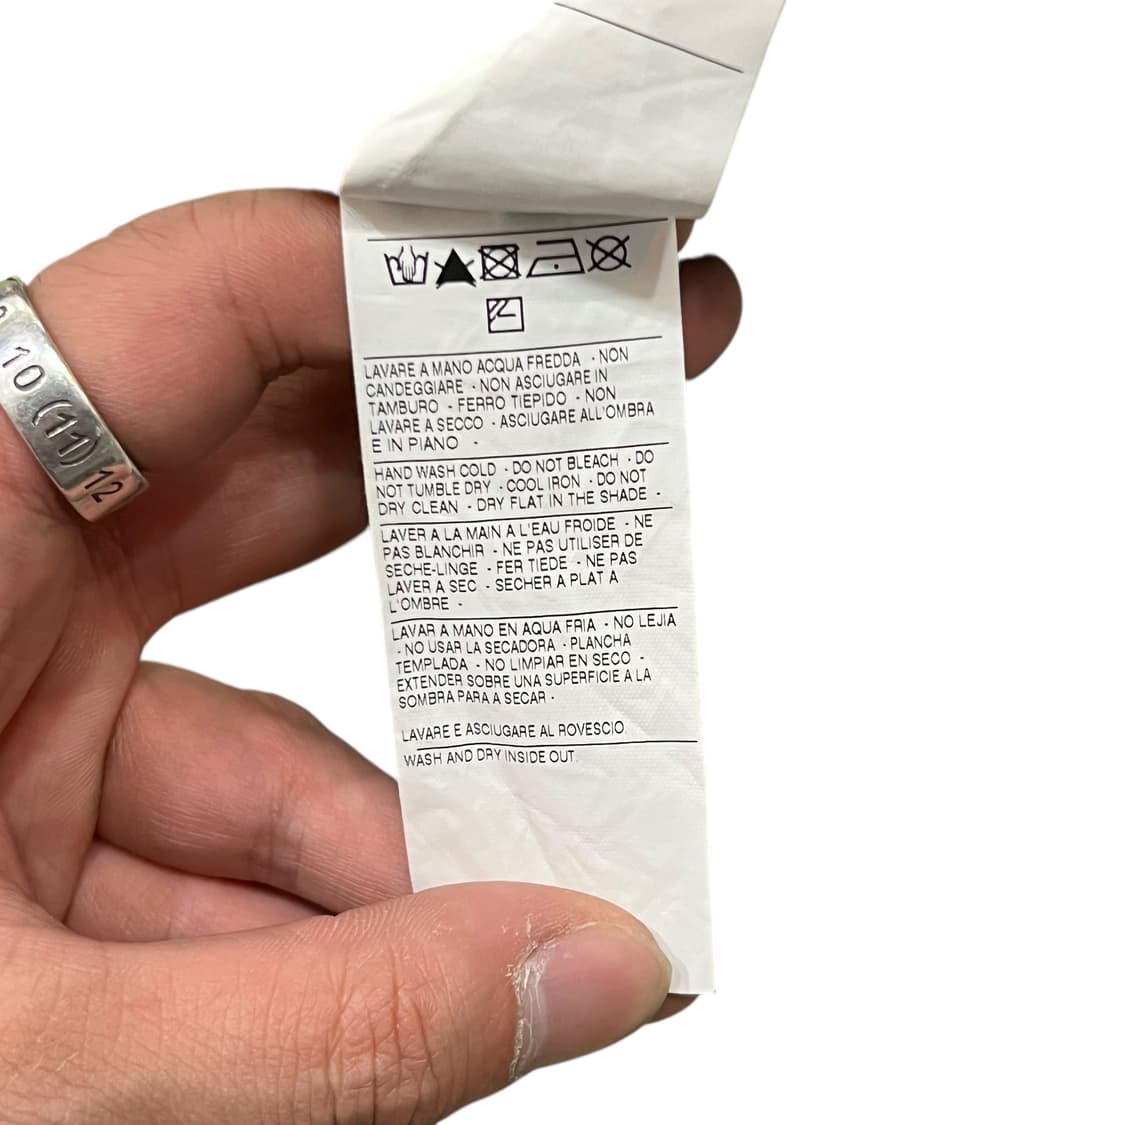 10 (11) 12
LAVARE A MANO ACQUA FREDDA - NON
CANDEGGIARE - NON ASCIUGARE IN
TAMBURO - FERRO TIEPIDO - NON
LAVARE A SECCO - ASCIUGARE ALL'OMBRA
E IN PIANO -
HAND WASH COLD - DO NOT BLEACH - DO
NOT TUMBLE DRY - COOL IRON - DO NOT
DRY CLEAN - DRY FLAT IN THE SHADE -
LAVER A LA MAIN A L'EAU FROIDE - NE
PAS BLANCHIR - NE PAS UTILISER DE
SECHE-LINGE - FER TIEDE - NE PAS
LAVER A SEC - SECHER A PLAT A
L'OMBRE -
LAVAR A MANO EN AQUA FRIA - NO LEJIA
- NO USAR LA SECADORA - PLANCHA
TEMPLADA - NO LIMPIAR EN SECO -
EXTENDER SOBRE UNA SUPERFICIE A LA
SOMBRA PARA A SECAR -
LAVARE E ASCIUGARE AL ROVESCIO
WASH AND DRY INSIDE OUT.